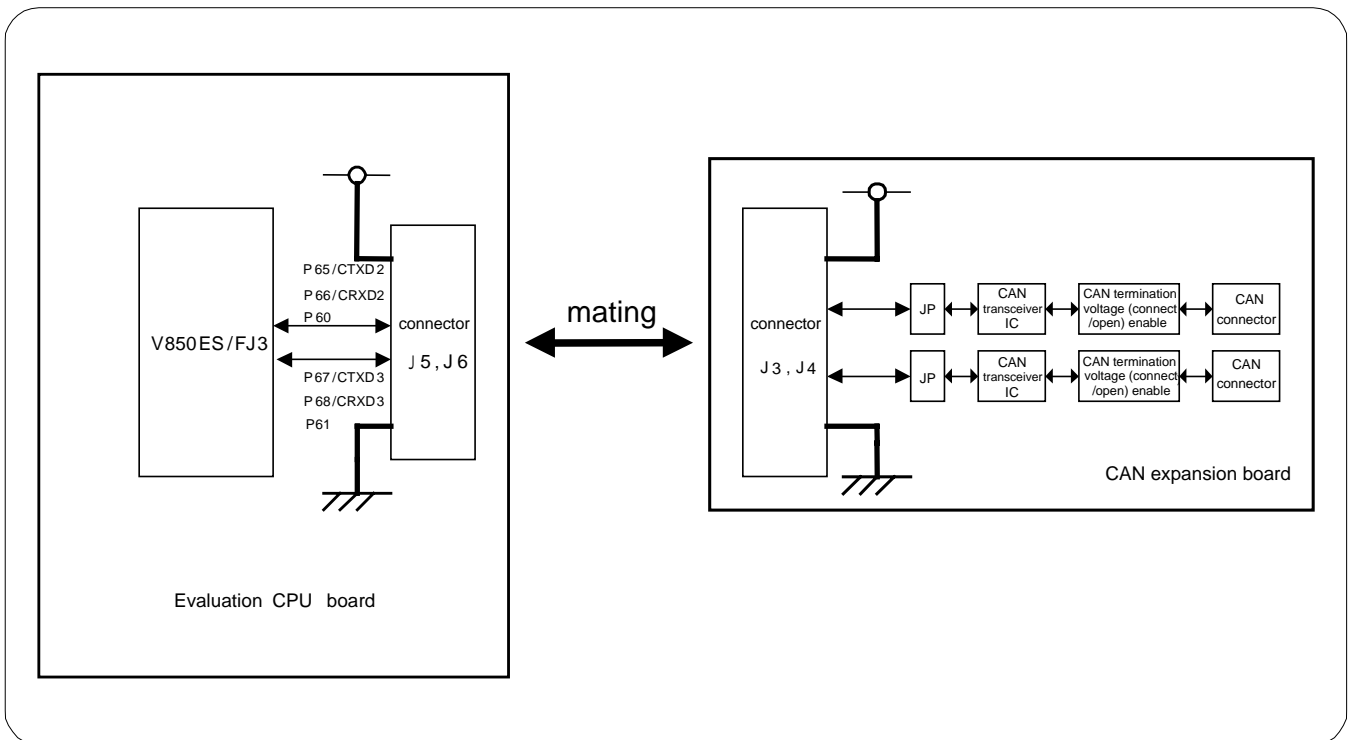 V850ES/FJ3
P65/CTXD2
P66/CRXD2
P60
P67/CTXD3
P68/CRXD3
P61
connector
J5,J6
Evaluation CPU board
mating
connector
J3,J4
JP
CAN
transceiver
IC
CAN termination
voltage (connect
/open) enable
CAN
connector
JP
CAN
transceiver
IC
CAN termination
voltage (connect
/open) enable
CAN
connector
CAN expansion board